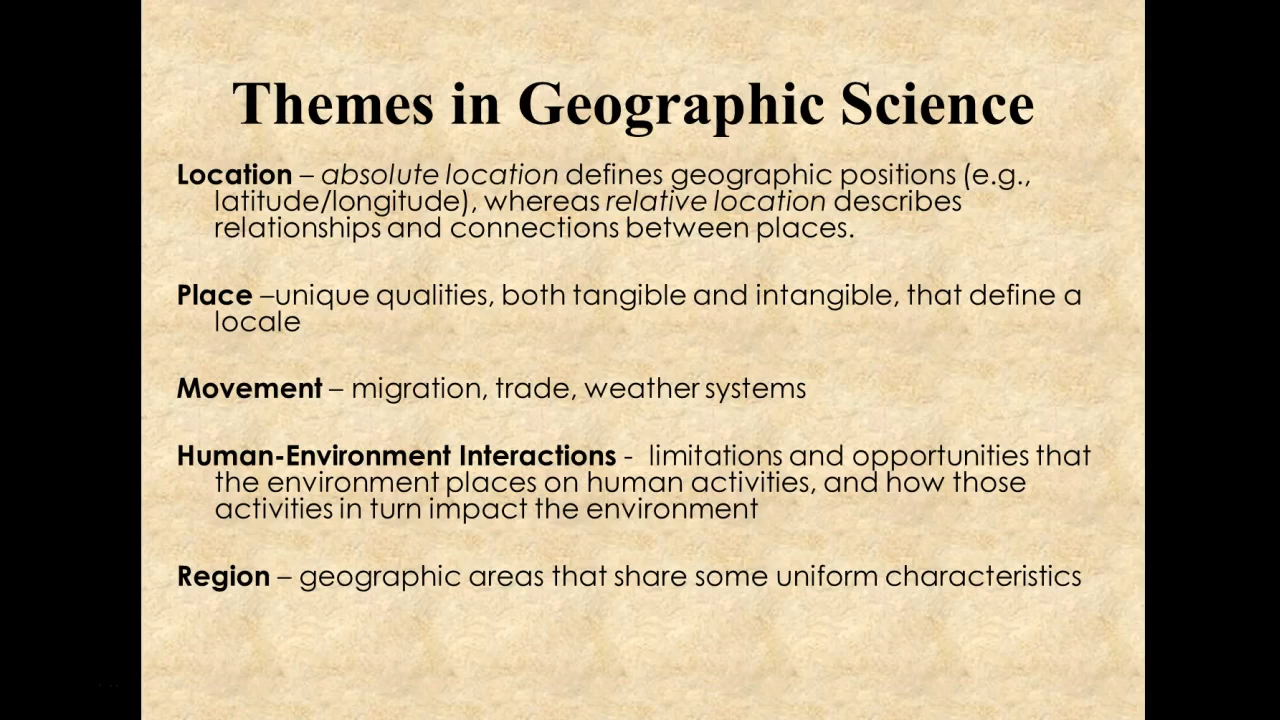 Themes in Geographic Science
Location – absolute location defines geographic positions (e.g.,
latitude/longitude), whereas relative location describes
relationships and connections between places.
Place –unique qualities, both tangible and intangible, that define a
locale
Movement – migration, trade, weather systems
Human-Environment Interactions - limitations and opportunities that
the environment places on human activities, and how those
activities in turn impact the environment
Region – geographic areas that share some uniform characteristics